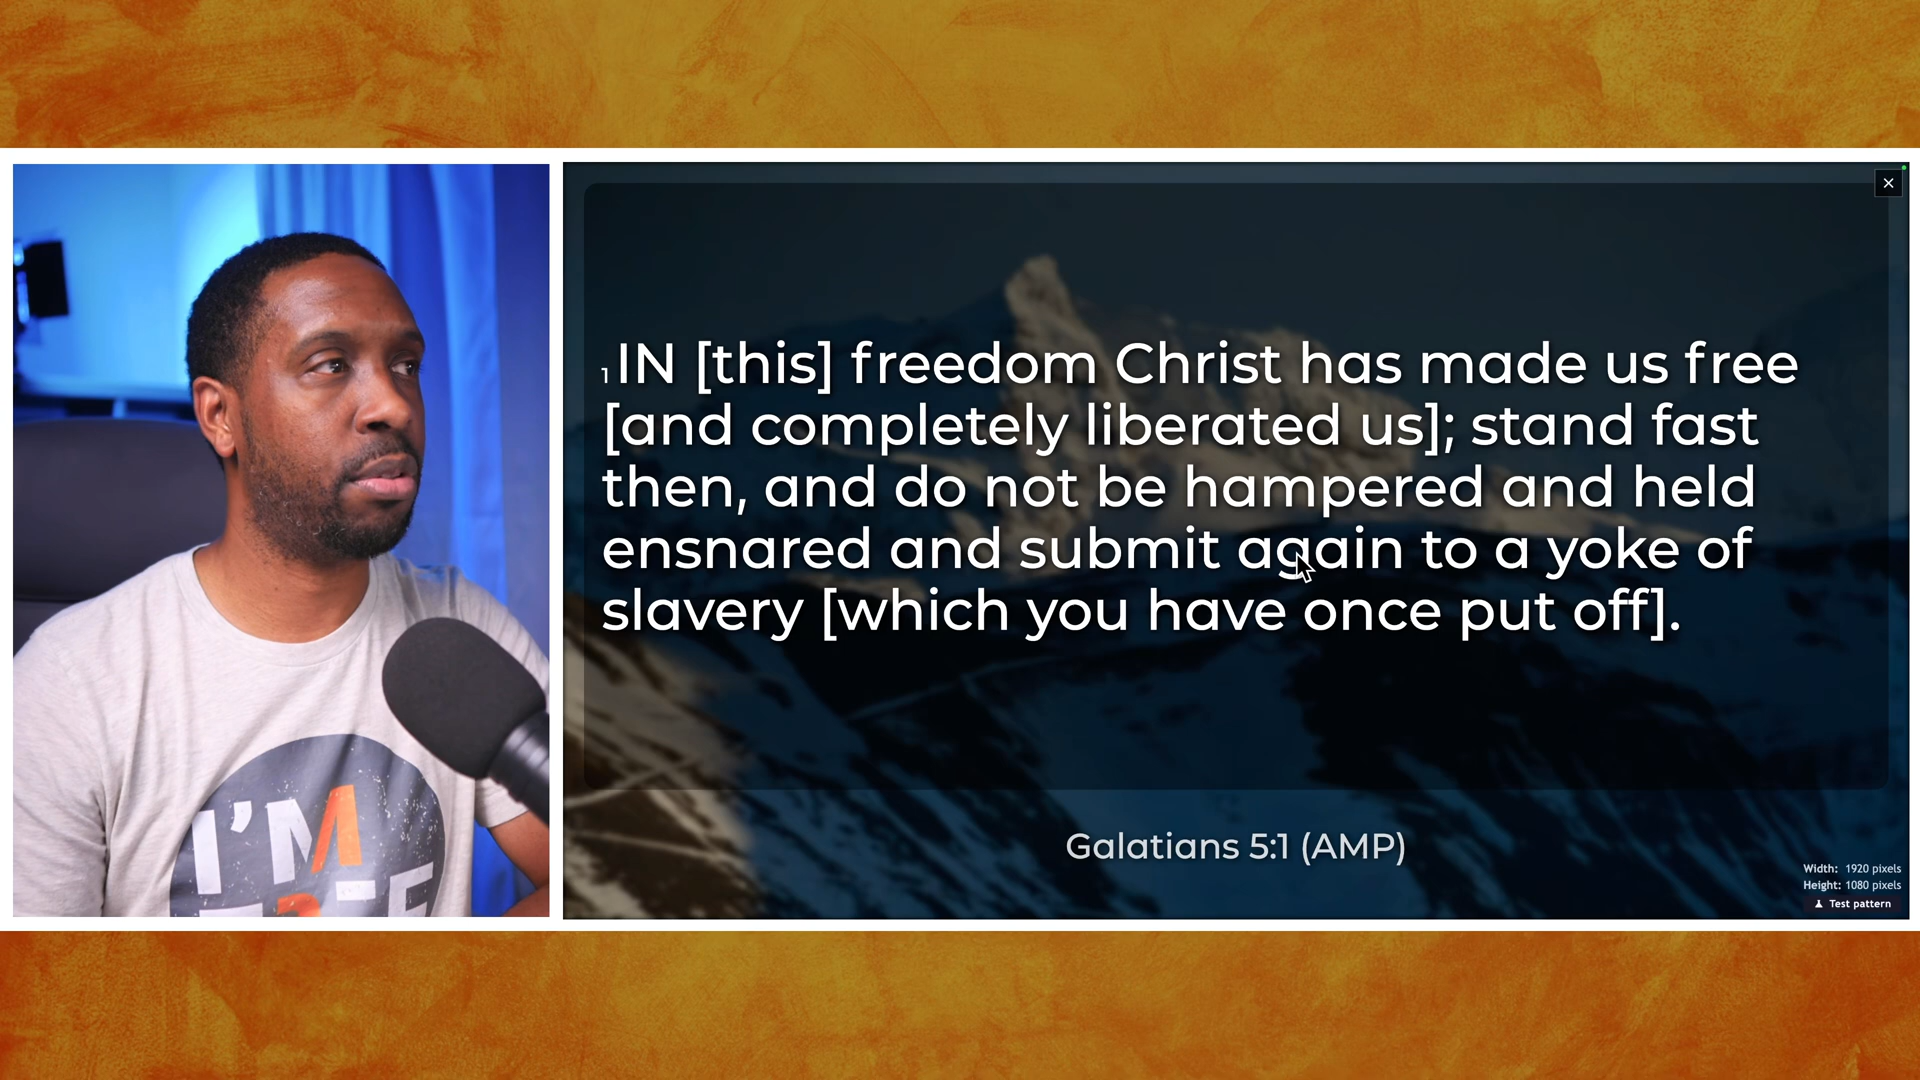 I'M
1 IN [this] freedom Christ has made us free
[and completely liberated us]; stand fast
then, and do not be hampered and held
ensnared and submit again to a yoke of
slavery [which you have once put off].
Galatians 5:1 (AMP)
Width: 1920 pixels
Height: 1080 pixels
Test pattern